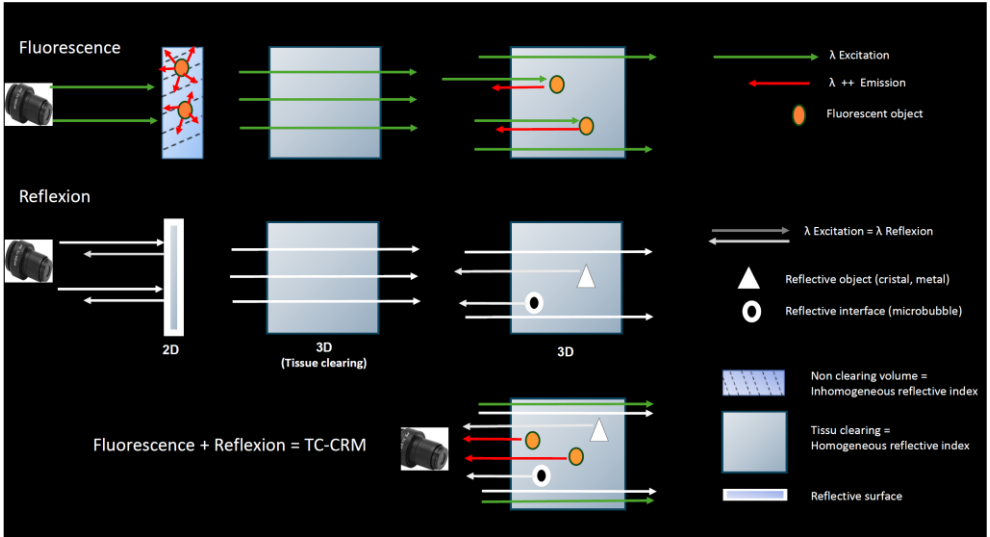 Fluorescence
λ Excitation
λ ++ Emission
Fluorescent object
Reflexion
λ Excitation = λ Reflexion
Reflective object (cristal, metal)
Reflective interface (microbubble)
2D
3D
(Tissue clearing)
3D
Non clearing volume =
Inhomogeneous reflective index
Fluorescence + Reflexion = TC-CRM
Tissu clearing =
Homogeneous reflective index
Reflective surface